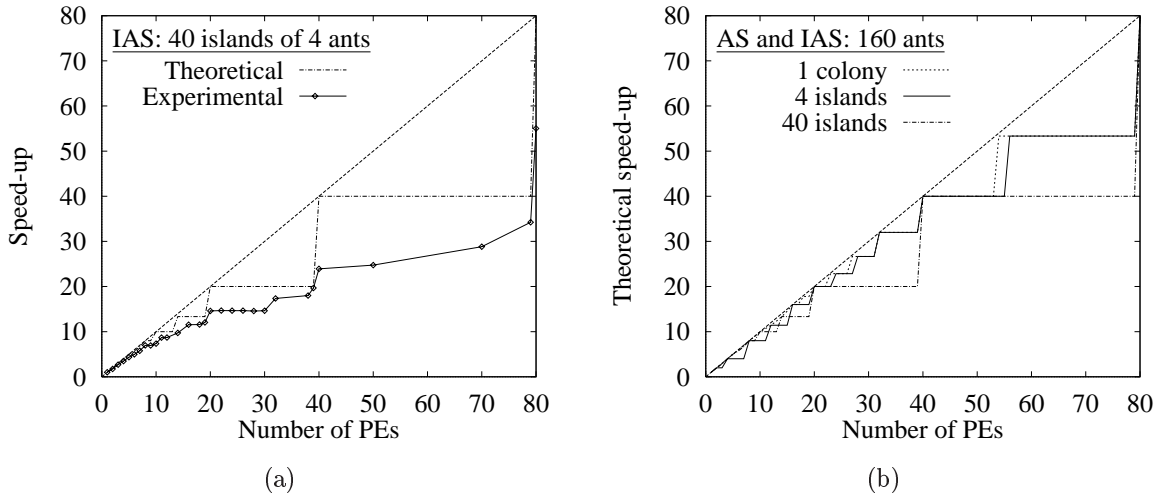 80
70
60
50
40
30
20
10
0
Speed-up
IAS: 40 islands of 4 ants
Theoretical
Experimental
0 10 20 30 40 50 60 70 80
Number of PEs
(a)
80
70
60
50
40
30
20
10
0
Theoretical speed-up
AS and IAS: 160 ants
1 colony
4 islands
40 islands
0 10 20 30 40 50 60 70 80
Number of PEs
(b)